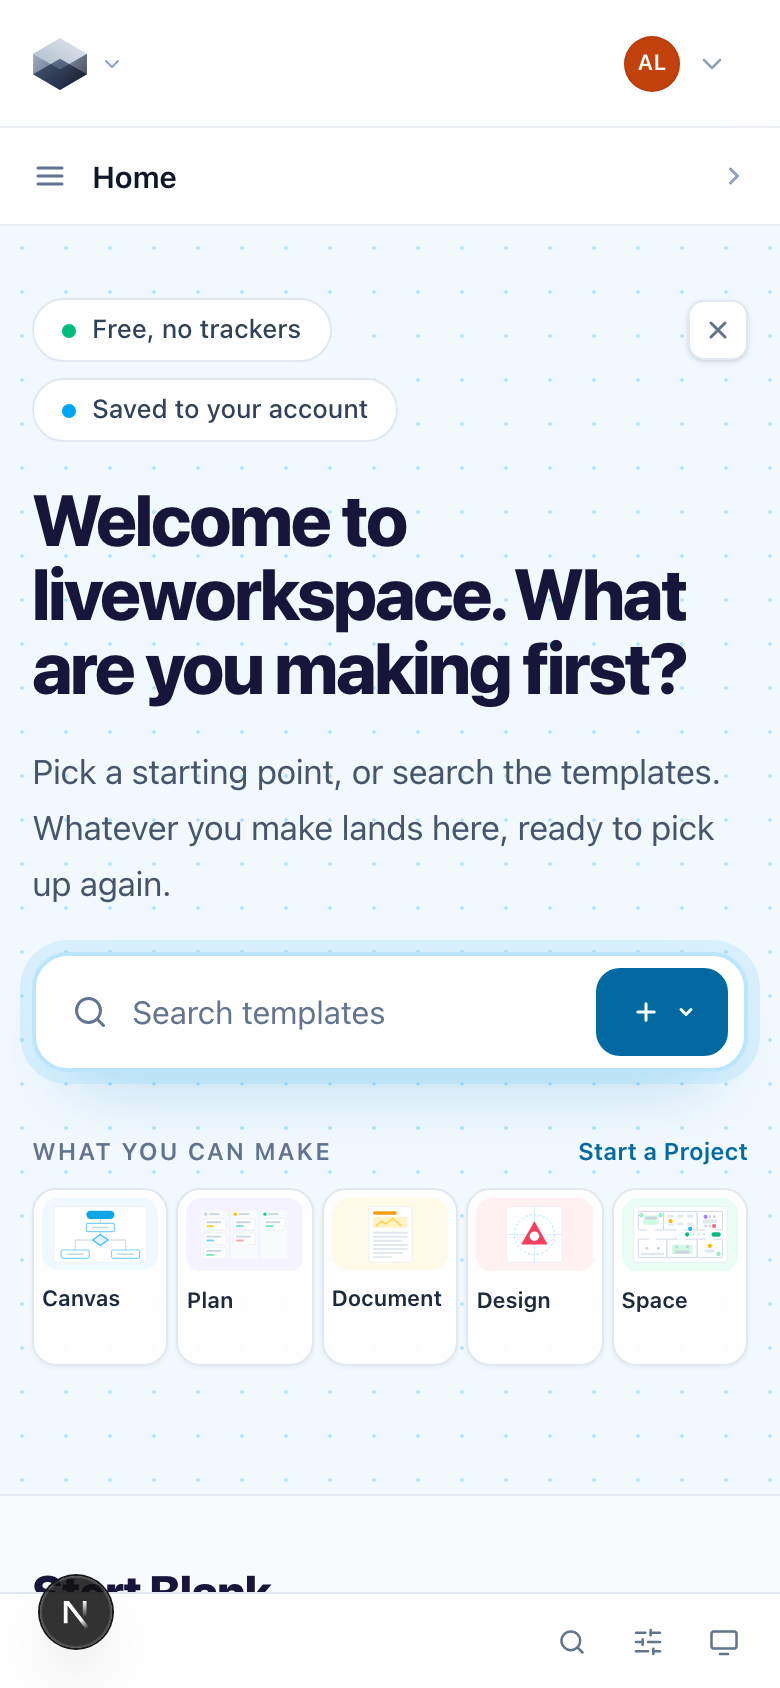 AL
Home
Free, no trackers
Saved to your account
Welcome to
liveworkspace. What
are you making first?
Pick a starting point, or search the templates.
Whatever you make lands here, ready to pick
up again.
Search templates
WHAT YOU CAN MAKE
Start a Project
Canvas
Plan
Document
Design
Space
Start Blank
N